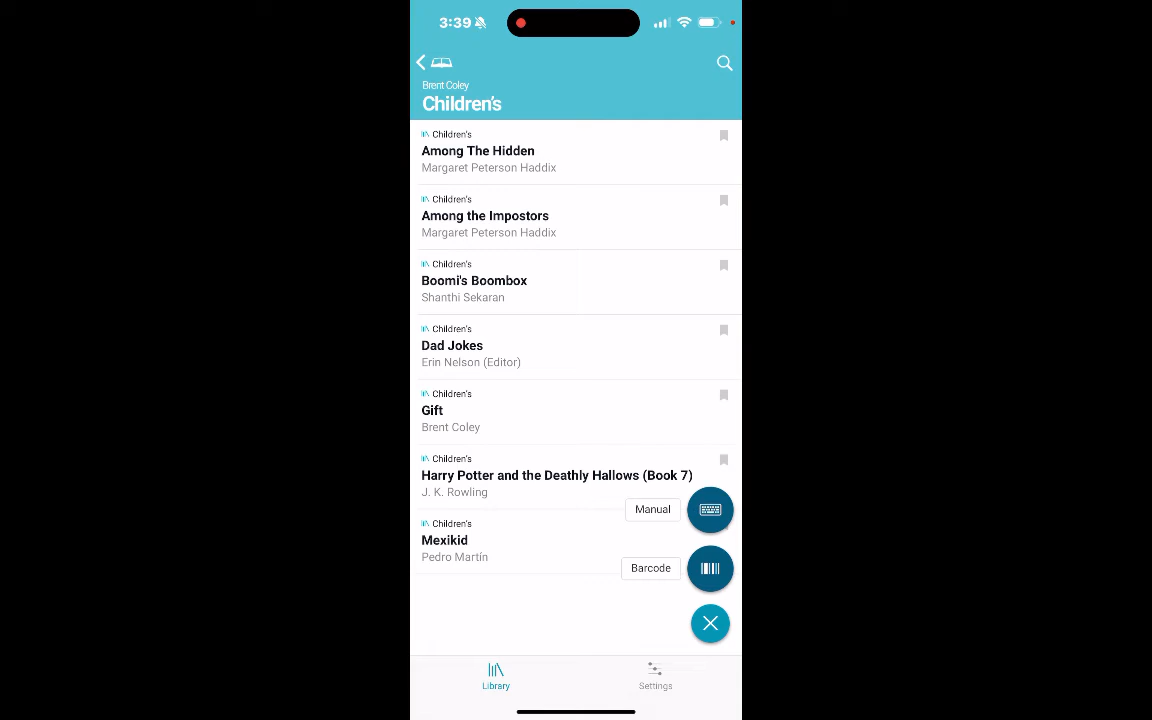 3:39
Brent Coley
Children's
Children's
Among The Hidden
Margaret Peterson Haddix
Children's
Among the Impostors
Margaret Peterson Haddix
Children's
Boomi's Boombox
Shanthi Sekaran
Children's
Dad Jokes
Erin Nelson (Editor)
Children's
Gift
Brent Coley
Children's
Harry Potter and the Deathly Hallows (Book 7)
J. K. Rowling
Manual
Children's
Mexikid
Pedro Martín
Barcode
Library
Settings